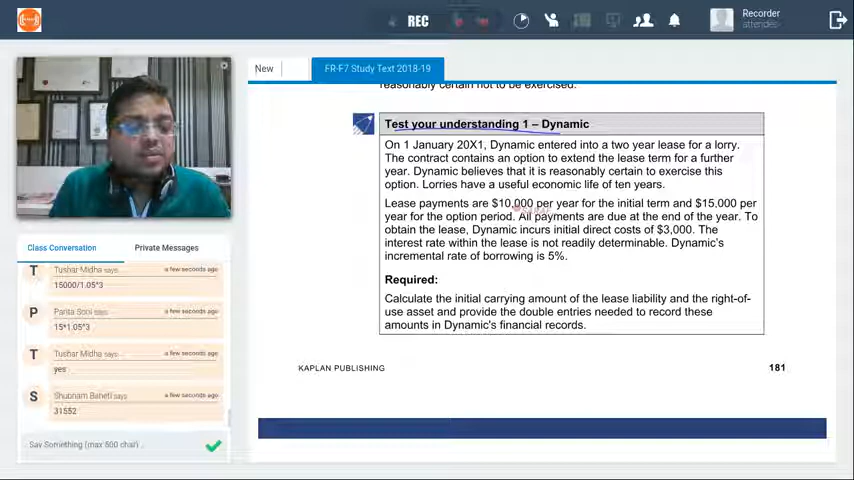 REC
Recorder
attendee
New
FR-F7 Study Text 2018-19
reasonably certain not to be exercised.
Test your understanding 1 – Dynamic
On 1 January 20X1, Dynamic entered into a two year lease for a lorry.
The contract contains an option to extend the lease term for a further
year. Dynamic believes that it is reasonably certain to exercise this
option. Lorries have a useful economic life of ten years.
Lease payments are $10,000 per year for the initial term and $15,000 per
year for the option period. All payments are due at the end of the year. To
obtain the lease, Dynamic incurs initial direct costs of $3,000. The
interest rate within the lease is not readily determinable. Dynamic's
incremental rate of borrowing is 5%.
Required:
Calculate the initial carrying amount of the lease liability and the right-of-
use asset and provide the double entries needed to record these
amounts in Dynamic's financial records.
KAPLAN PUBLISHING
181
Class Conversation
Private Messages
T
Tushar Midha says
a few seconds ago
15000/1.05^3
P
Parita Soni says
a few seconds ago
15*1.05^3
T
Tushar Midha says
a few seconds ago
yes
S
Shubham Baheti says
a few seconds ago
31552
Say Something (max 500 char)